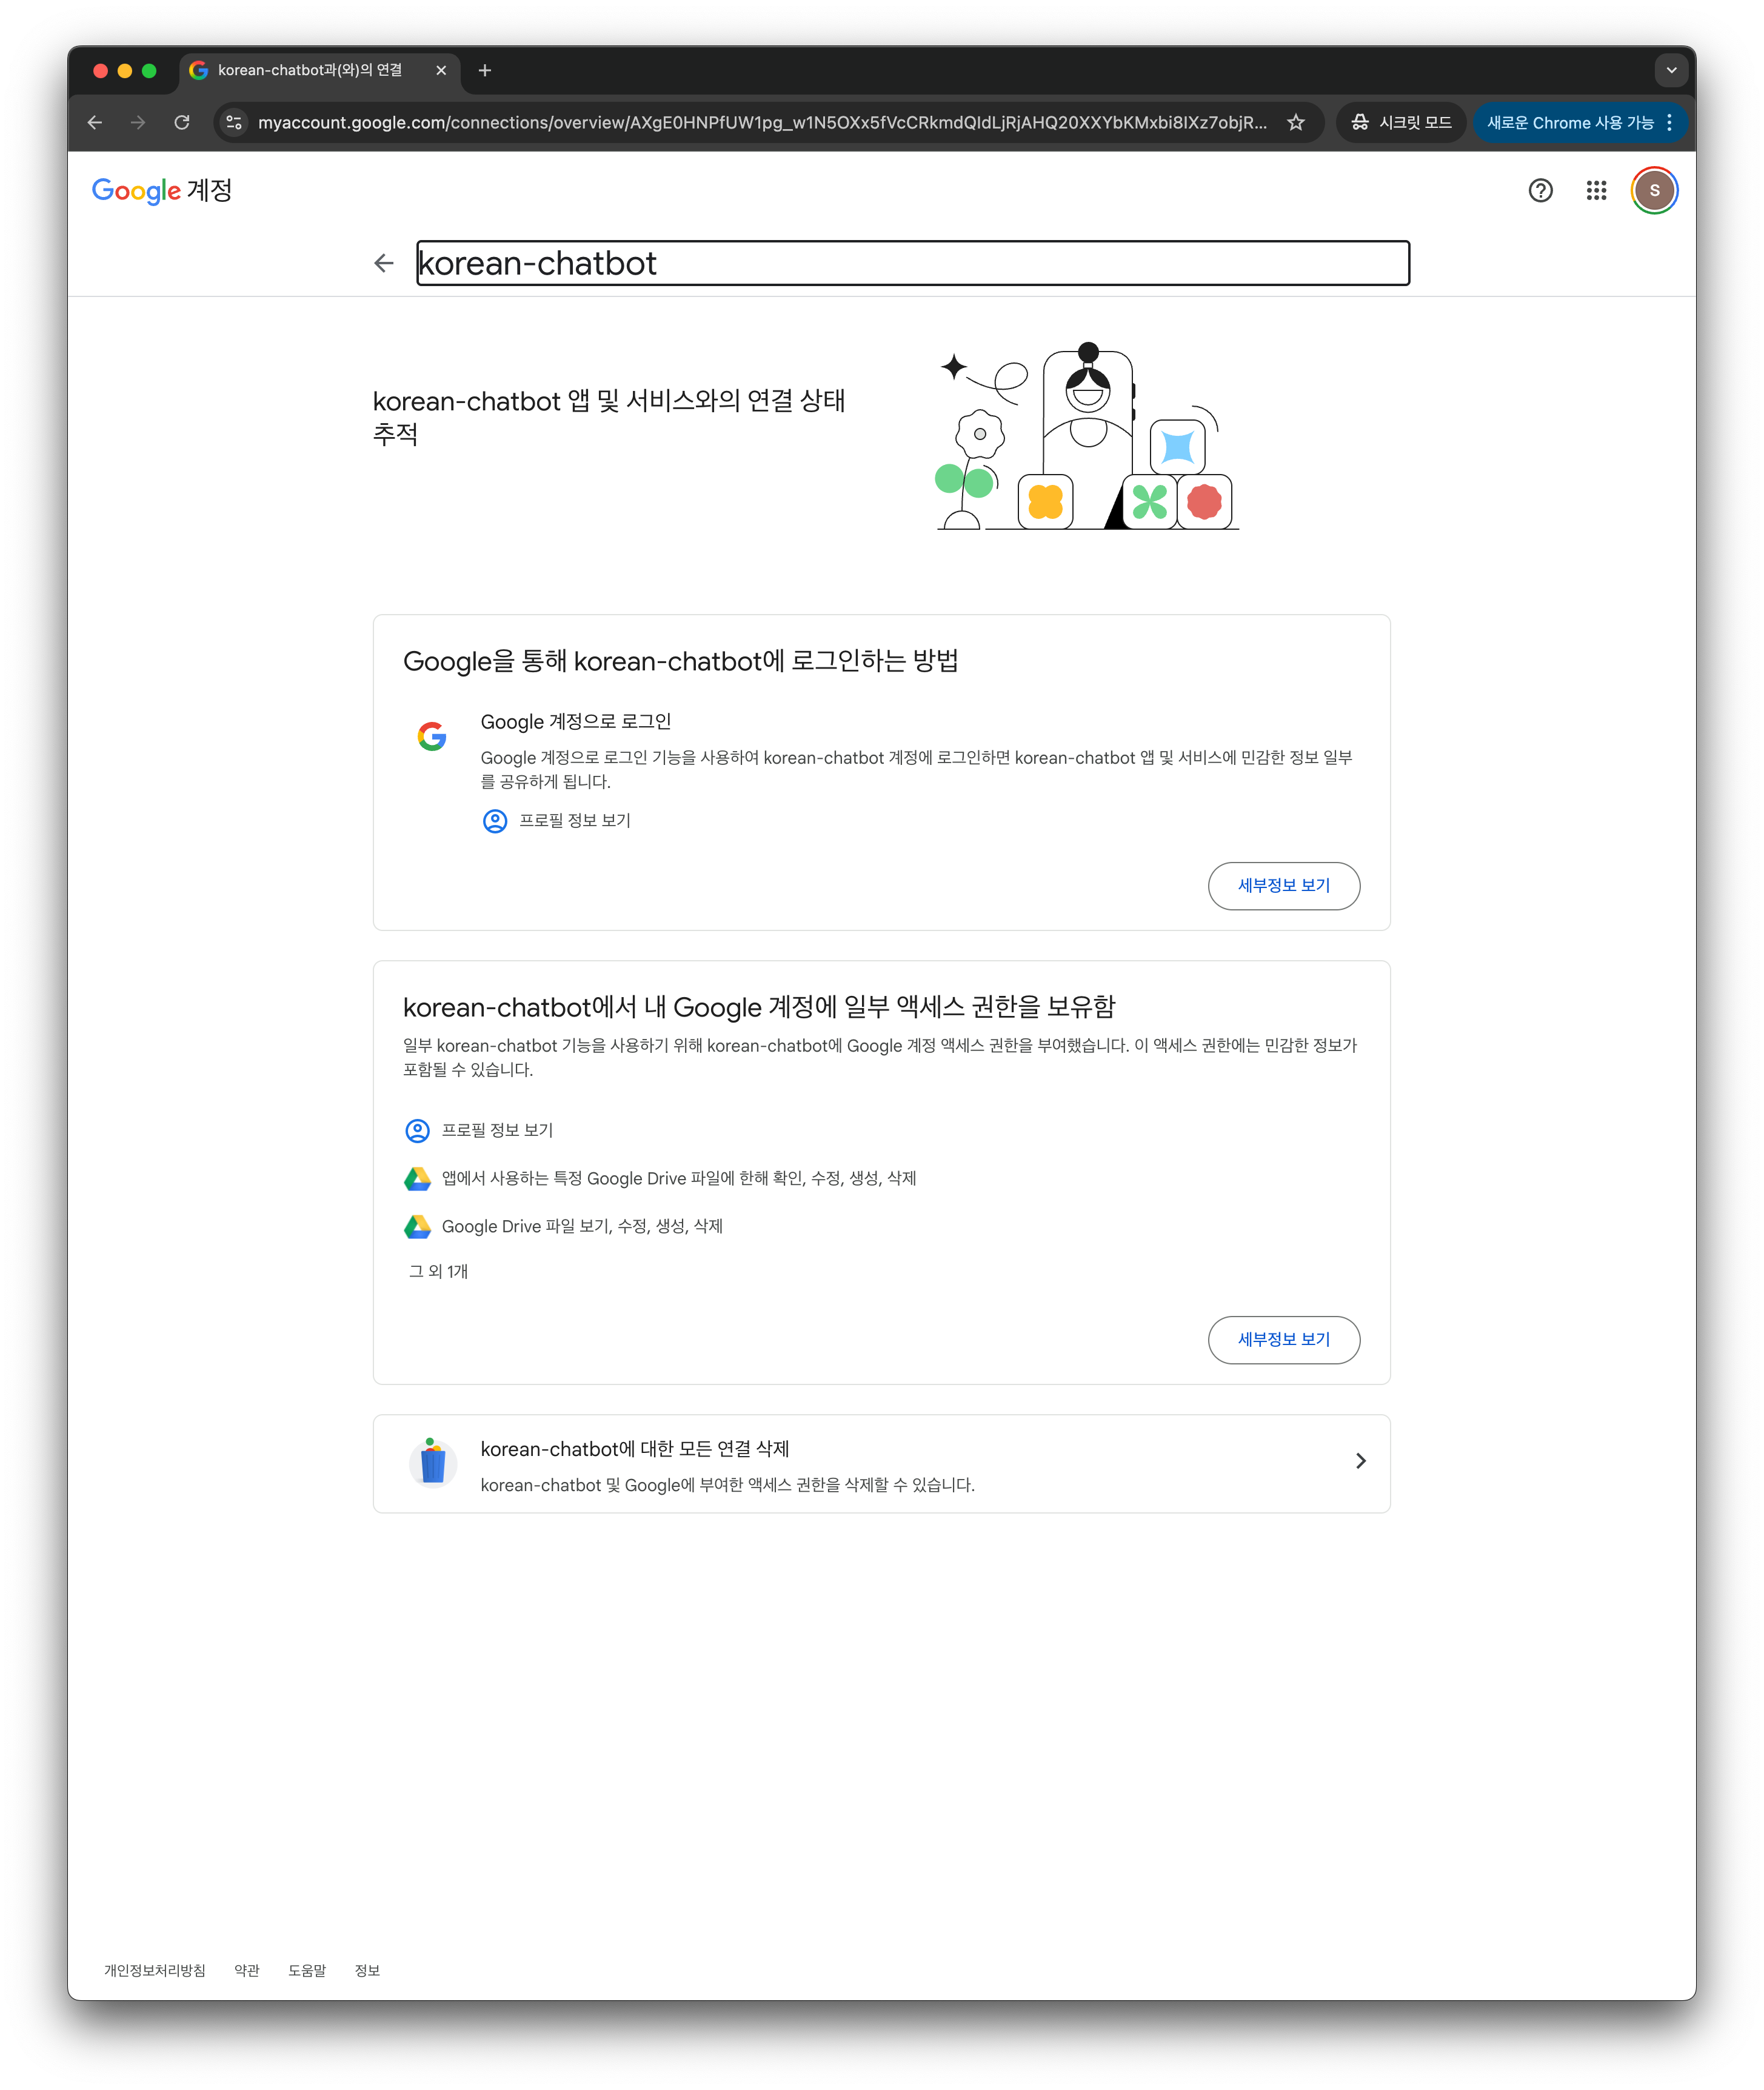 korean-chatbot과(와)의 연결
myaccount.google.com/connections/overview/AXgE0HNPfUW1pg_w1N5OXx5fVcCRkmdQIdLjRjAHQ20XXYbKMxbi8IXz7objR...
시크릿 모드
새로운 Chrome 사용 가능
Google 계정
S
korean-chatbot
korean-chatbot 앱 및 서비스와의 연결 상태
추적
Google을 통해 korean-chatbot에 로그인하는 방법
Google 계정으로 로그인
Google 계정으로 로그인 기능을 사용하여 korean-chatbot 계정에 로그인하면 korean-chatbot 앱 및 서비스에 민감한 정보 일부
를 공유하게 됩니다.
프로필 정보 보기
세부정보 보기
korean-chatbot에서 내 Google 계정에 일부 액세스 권한을 보유함
일부 korean-chatbot 기능을 사용하기 위해 korean-chatbot에 Google 계정 액세스 권한을 부여했습니다. 이 액세스 권한에는 민감한 정보가
포함될 수 있습니다.
프로필 정보 보기
앱에서 사용하는 특정 Google Drive 파일에 한해 확인, 수정, 생성, 삭제
Google Drive 파일 보기, 수정, 생성, 삭제
그 외 1개
세부정보 보기
korean-chatbot에 대한 모든 연결 삭제
korean-chatbot 및 Google에 부여한 액세스 권한을 삭제할 수 있습니다.
개인정보처리방침 약관 도움말 정보